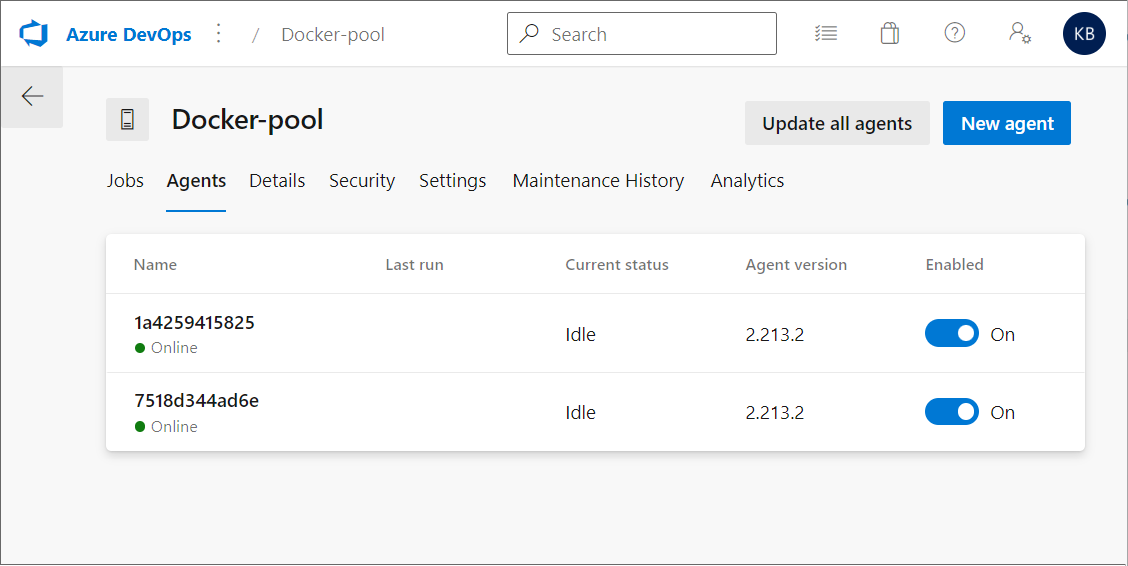 Azure DevOps / Docker-pool Search KB
Docker-pool
Update all agents New agent
Jobs Agents Details Security Settings Maintenance History Analytics
Name Last run Current status Agent version Enabled
1a4259415825
Online
Idle 2.213.2 On
7518d344ad6e
Online
Idle 2.213.2 On